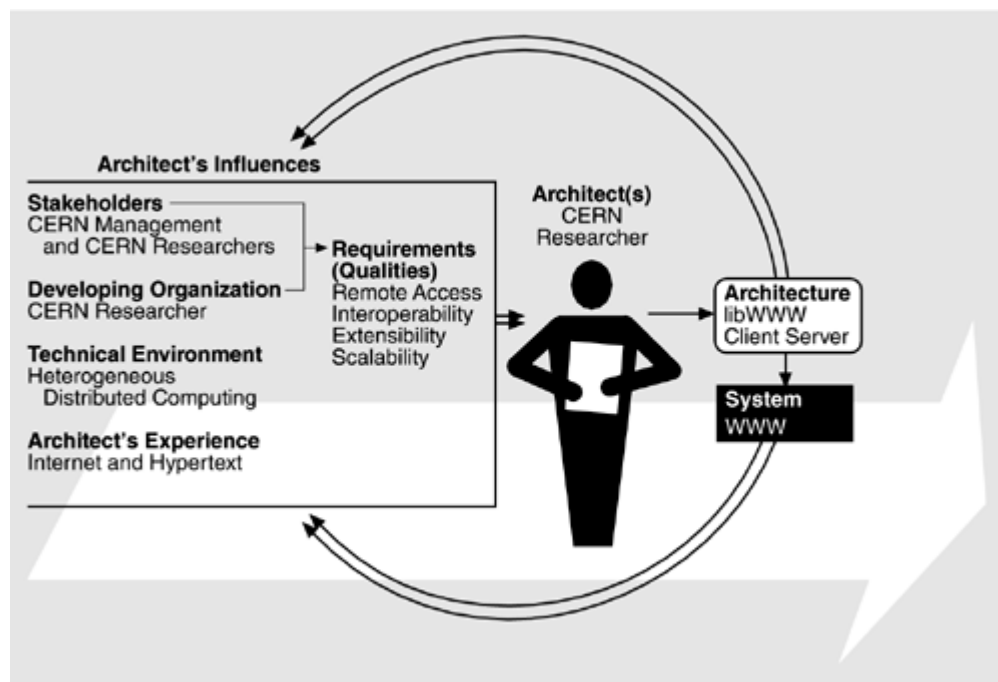 Architect's Influences
Stakeholders
CERN Management
and CERN Researchers
Developing Organization
CERN Researcher
Technical Environment
Heterogeneous
Distributed Computing
Architect's Experience
Internet and Hypertext
Requirements
(Qualities)
Remote Access
Interoperability
Extensibility
Scalability
Architect(s)
CERN
Researcher
Architecture
libWWW
Client Server
System
WWW